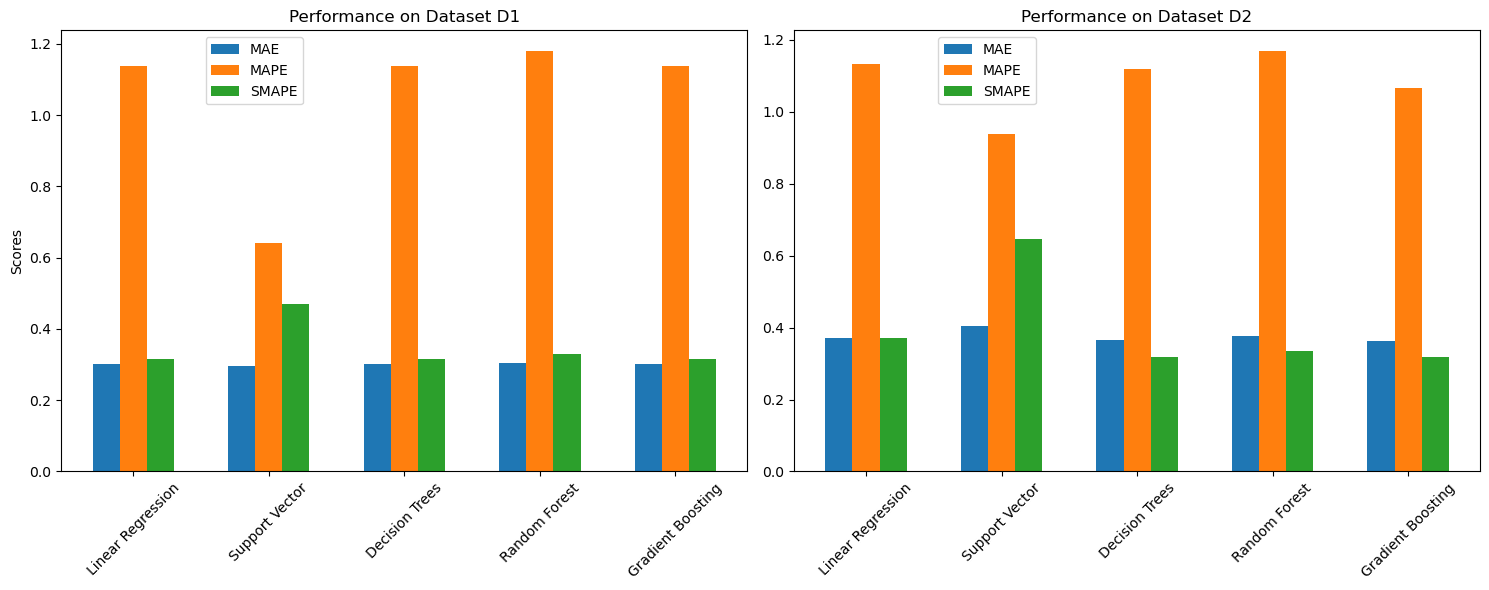 Performance on Dataset D1
Scores
1.2
1.0
0.8
0.6
0.4
0.2
0.0
MAE
MAPE
SMAPE
Linear Regression
Support Vector
Decision Trees
Random Forest
Gradient Boosting
Performance on Dataset D2
1.2
1.0
0.8
0.6
0.4
0.2
0.0
MAE
MAPE
SMAPE
Linear Regression
Support Vector
Decision Trees
Random Forest
Gradient Boosting